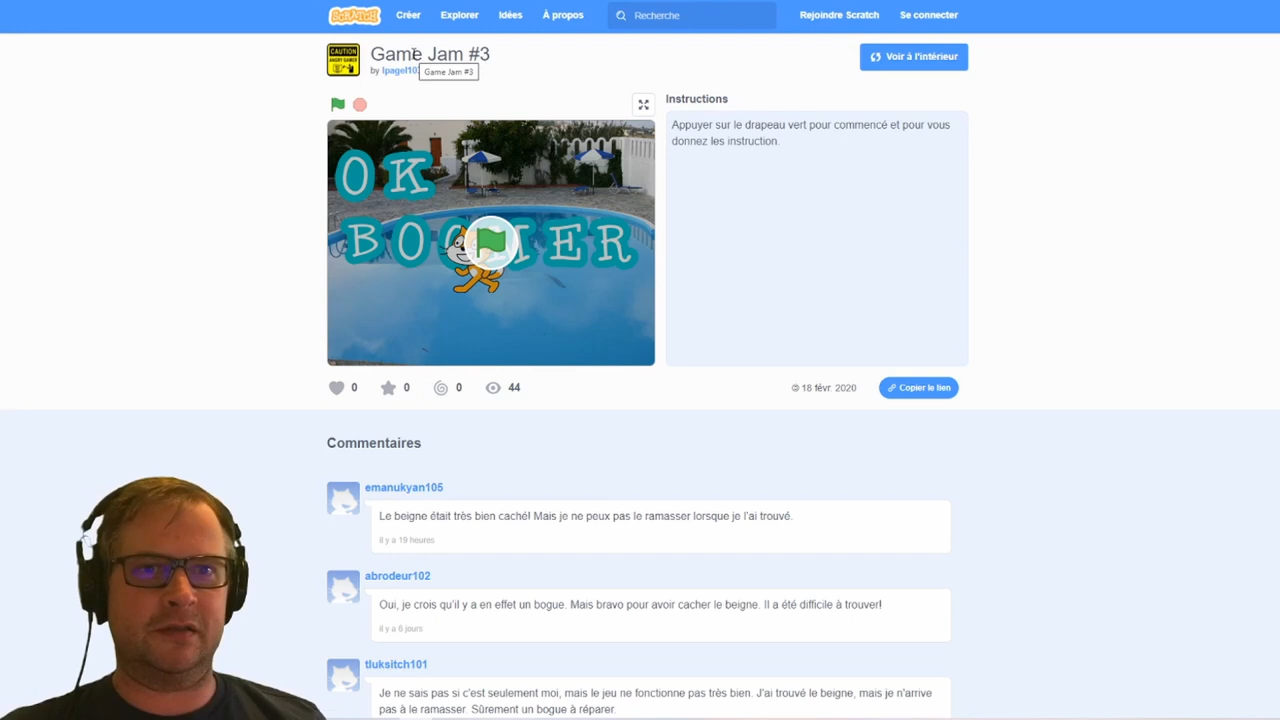 SCRATCH Créer Explorer Idées À propos Recherche Rejoindre Scratch Se connecter
CAUTION
ANGRY GAMER
Game Jam #3
by
Game Jam #3
Voir à l'intérieur
Instructions
Appuyer sur le drapeau vert pour commencé et pour vous
donnez les instruction.
OK
0 0 0 44
© 18 févr. 2020
Copier le lien
Commentaires
emanukyan105
Le beigne était très bien caché! Mais je ne peux pas le ramasser lorsque je l'ai trouvé.
il y a 19 heures
abrodeur102
Oui, je crois qu'il y a en effet un bogue. Mais bravo pour avoir cacher le beigne. Il a été difficile à trouver!
il y a 6 jours
tluksitch101
Je ne sais pas si c'est seulement moi, mais le jeu ne fonctionne pas très bien. J'ai trouvé le beigne, mais je n'arrive
pas à le ramasser. Sûrement un bogue à réparer.